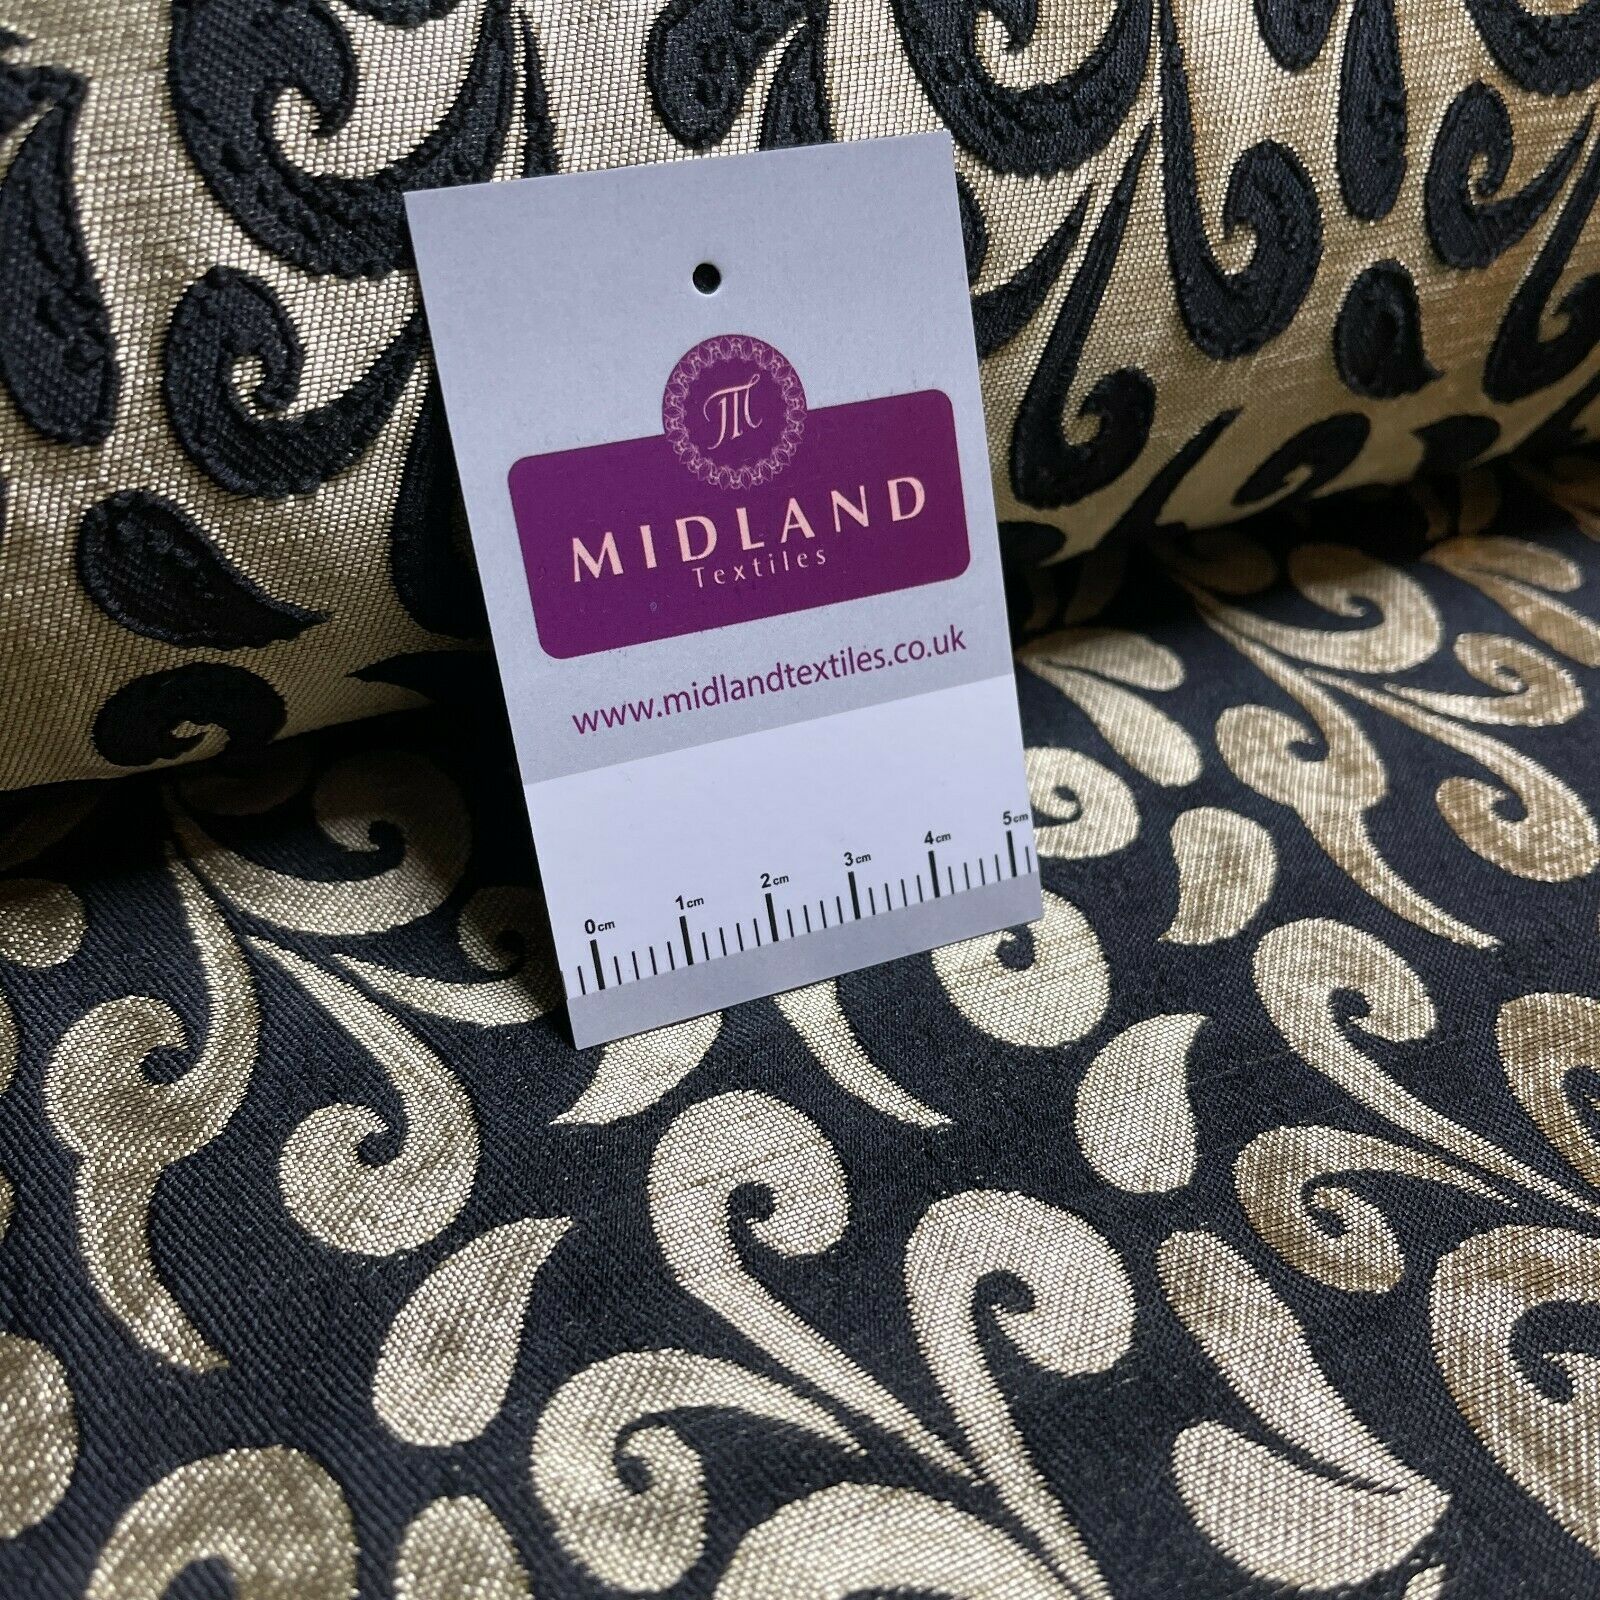 M
MIDLAND
Textiles
www.midlandtextiles.co.uk
0cm 1cm 2cm 3cm 4cm 5cm